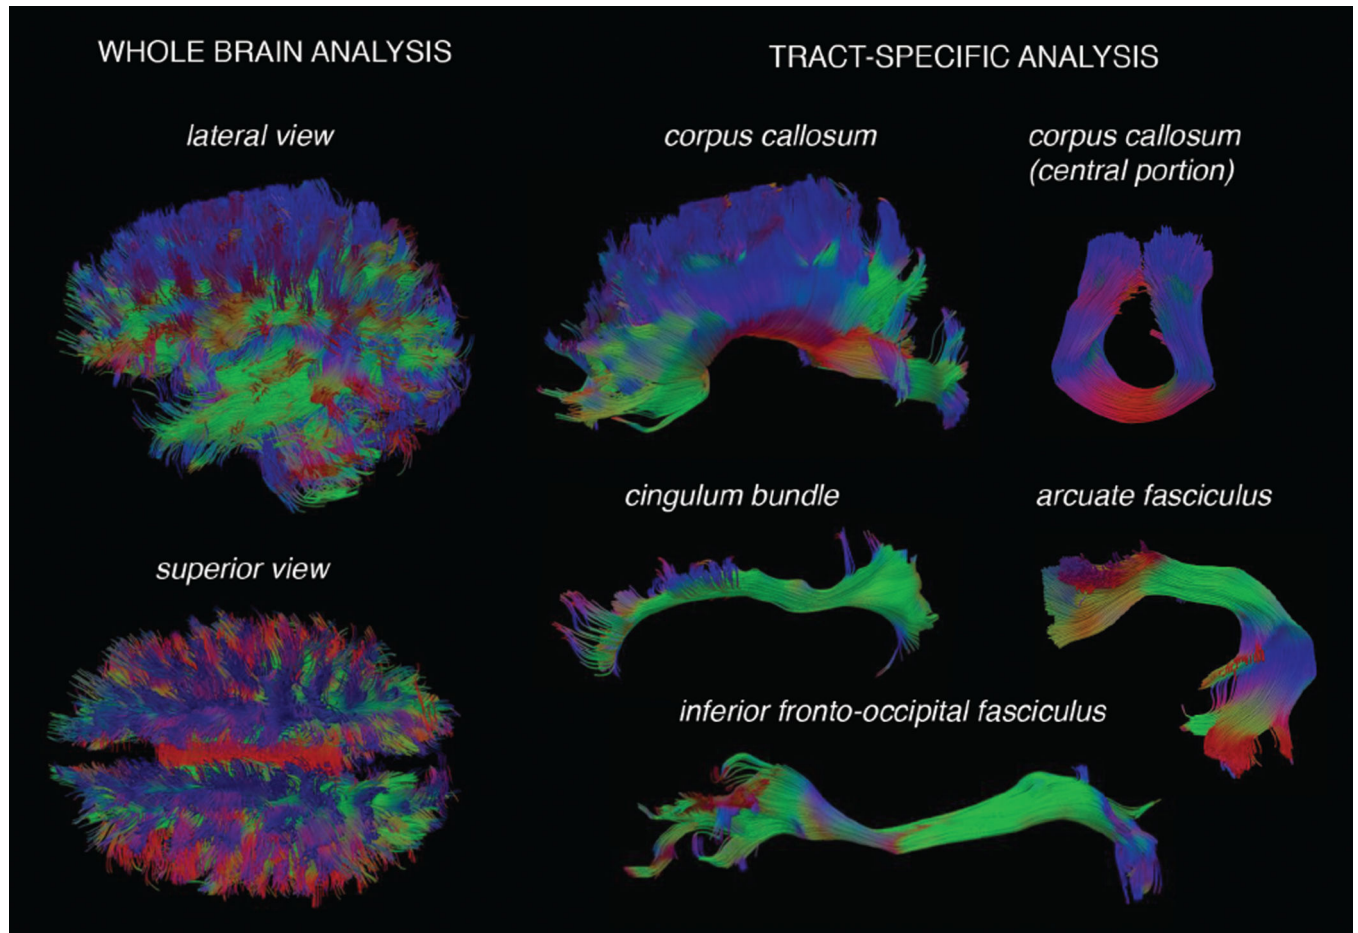 WHOLE BRAIN ANALYSIS
lateral view
superior view
TRACT-SPECIFIC ANALYSIS
corpus callosum
corpus callosum
(central portion)
cingulum bundle
arcuate fasciculus
inferior fronto-occipital fasciculus